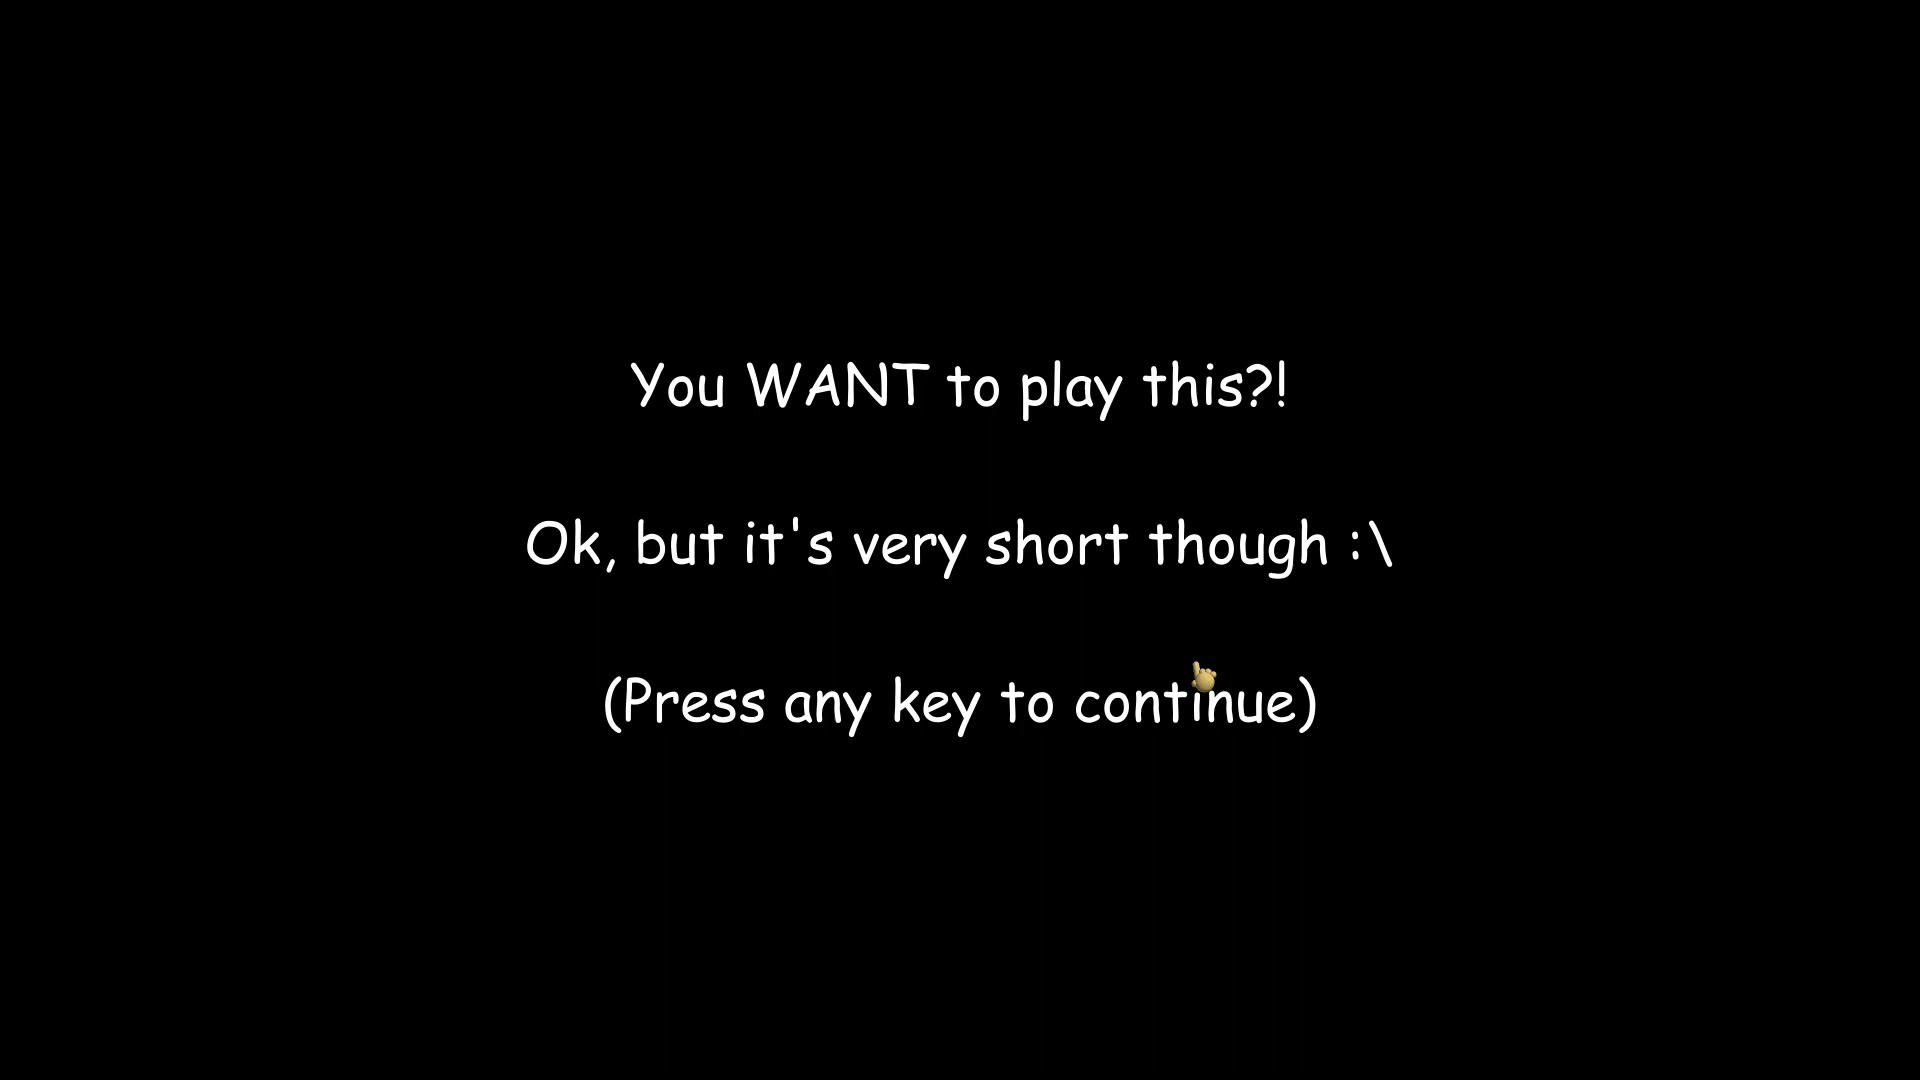 You WANT to play this?!
Ok, but it's very short though :\
(Press any key to continue)